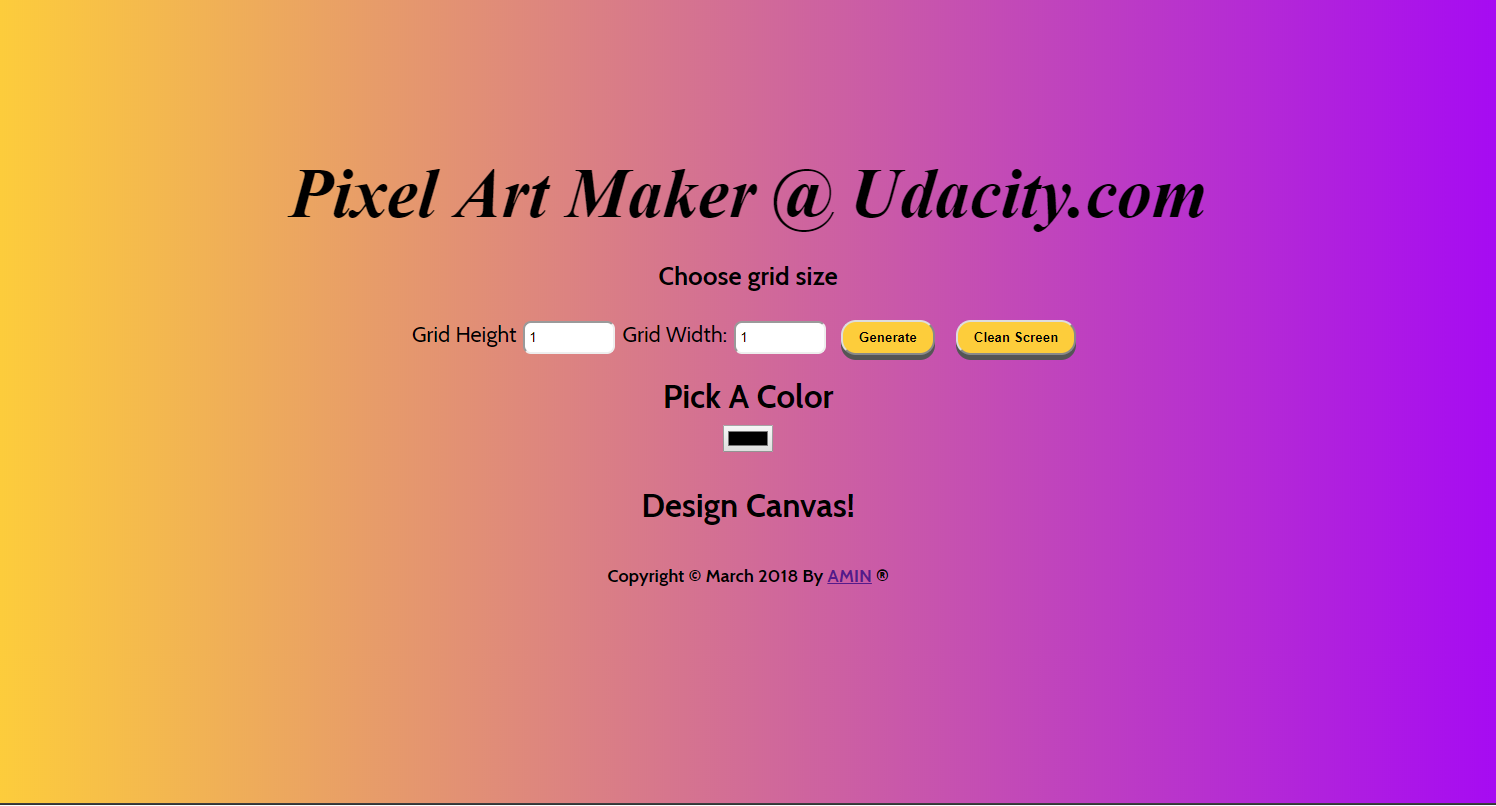 Pixel Art Maker @ Udacity.com
Choose grid size
Grid Height 1 Grid Width: 1 Generate Clean Screen
Pick A Color
Design Canvas!
Copyright © March 2018 By AMIN ®